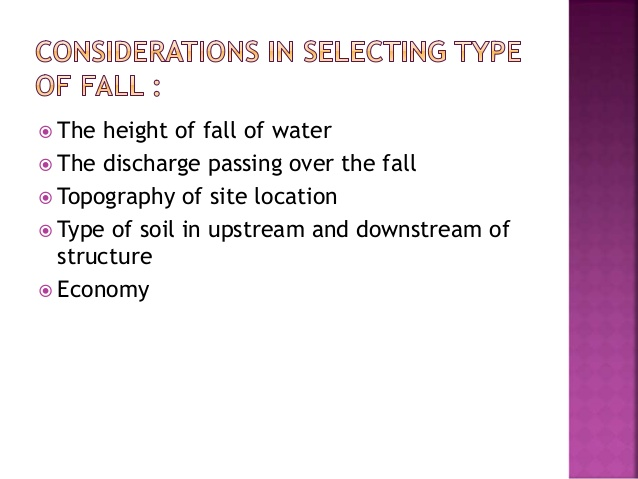 CONSIDERATIONS IN SELECTING TYPE
OF FALL :
The height of fall of water
The discharge passing over the fall
Topography of site location
Type of soil in upstream and downstream of
structure
Economy